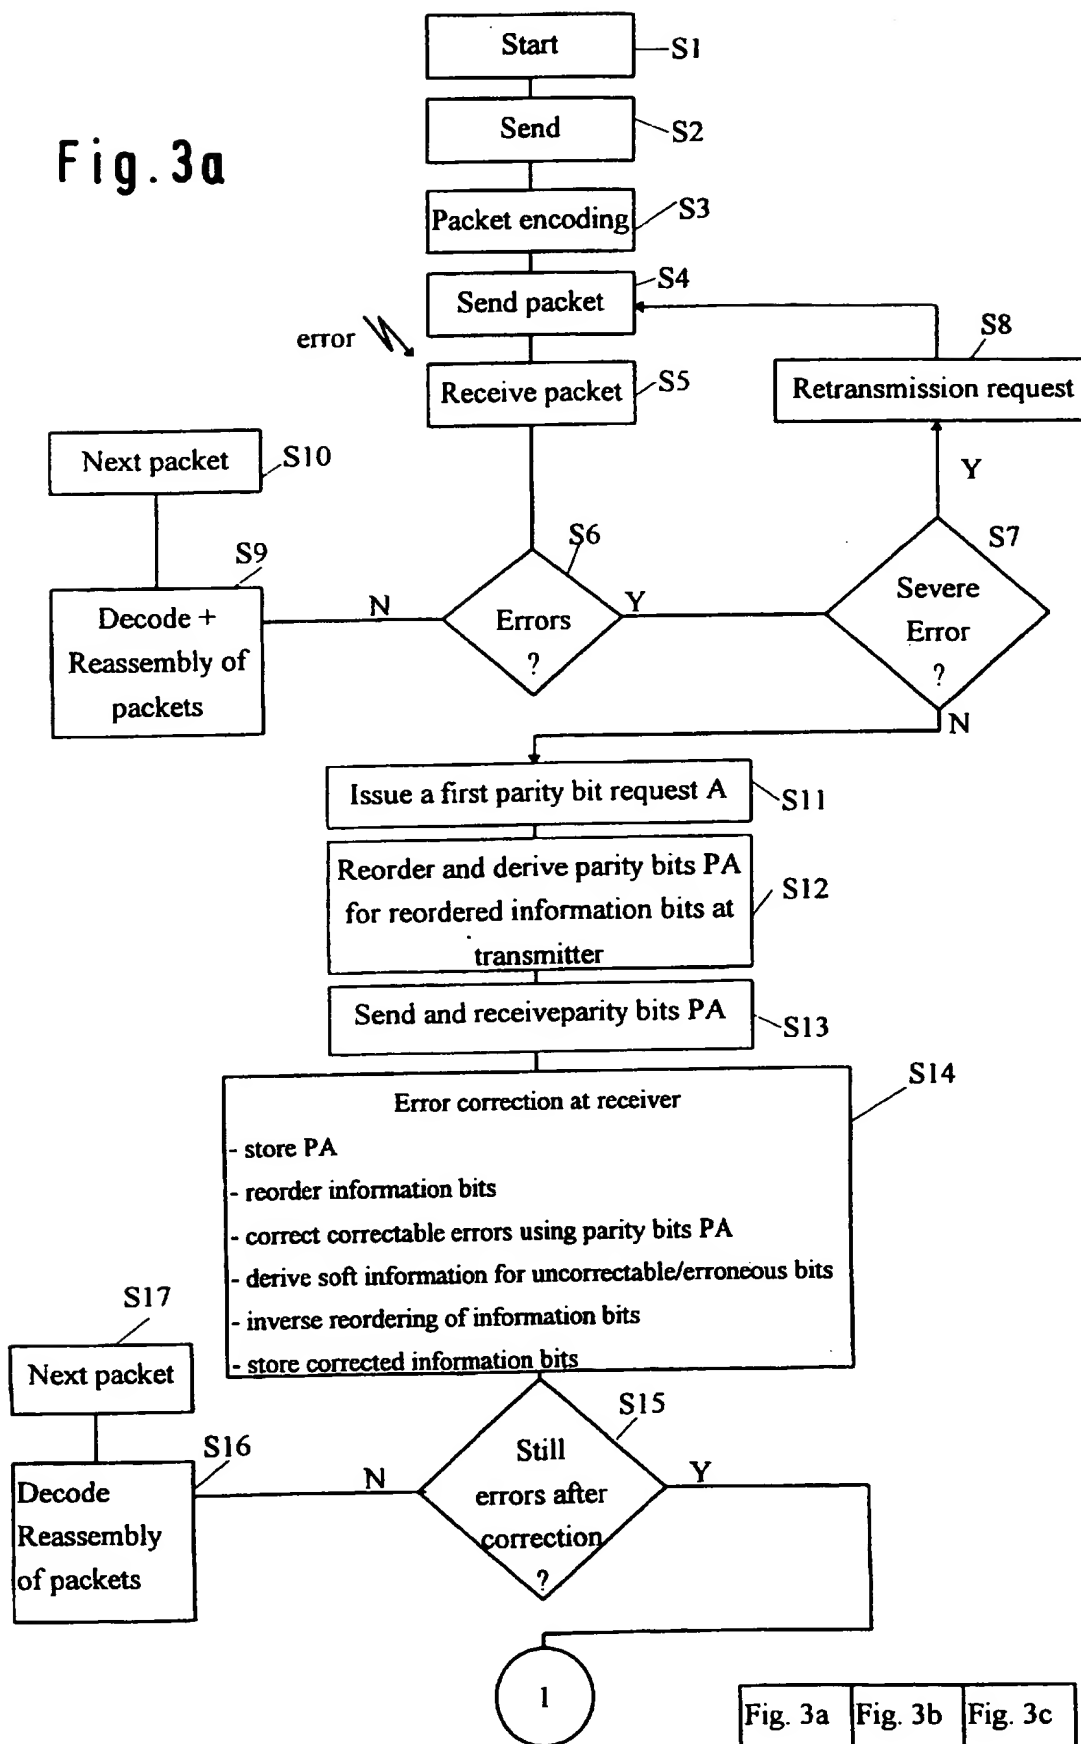 Start
S1
Send
S2
Fig. 3a
Packet encoding
S3
Send packet
S4
error
Receive packet
S5
S8
Retransmission request
Next packet
S10
Y
S6
S7
S9
Decode +
Reassembly of
packets
N
Errors
?
Y
Severe
Error
?
N
Issue a first parity bit request A
S11
Reorder and derive parity bits PA
for reordered information bits at
transmitter
S12
Send and receiveparity bits PA
S13
S14
Error correction at receiver
- store PA
- reorder information bits
- correct correctable errors using parity bits PA
- derive soft information for uncorrectable/erroneous bits
- inverse reordering of information bits
- store corrected information bits
S17
Next packet
S15
S16
Decode
Reassembly
of packets
N
Still
errors after
correction
?
Y
1
Fig. 3a Fig. 3b Fig. 3c